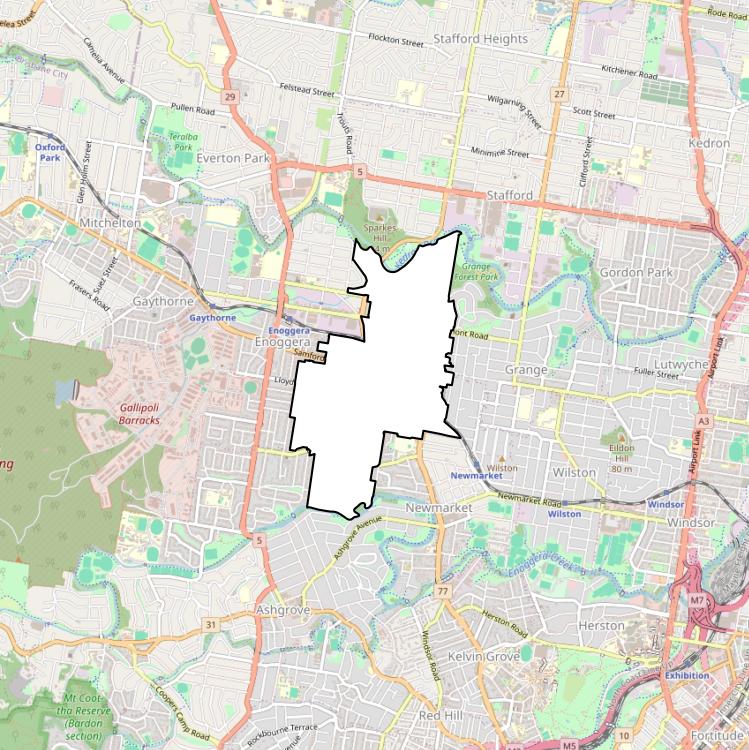 Rode Road
Flockton Street
Stafford Heights
Camelia Avenue
Kitchener Road
Felstead Street
29
27
Wilgarning Street
Pullen Road
Scott Street
Trouts Road
Teralba
Park
Kedron
Oxford
Park
Glen Holm Street
Everton Park
Minimine Street
Clifford Street
5
Stafford
Mitchelton
Sparkes
Hill
Suez Street
Grange
Forest Park
Gordon Park
Frasers Road
Gaythorne
Gaythorne
Enoggera
Enoggera
Samford
Airport Link
Lutwyche
Grange
Fuller Street
Lloyd
Gallipoli
Barracks
A3
Airport Link
Eildon
Hill
80 m
Wilston
Wilston
Newmarket
Newmarket Road
Windsor
Newmarket
Wilston
Windsor
Ashgrove Avenue
5
Enoggera Creek
77
M7
Ashgrove
31
Herston Road
Herston
Windsor Road
Kelvin Grove
Exhibition
Mt Coot-
tha Reserve
(Bardon
section)
Coopers Camp Road
Red Hill
Rockbourne Terrace
M5
10
Fortitude